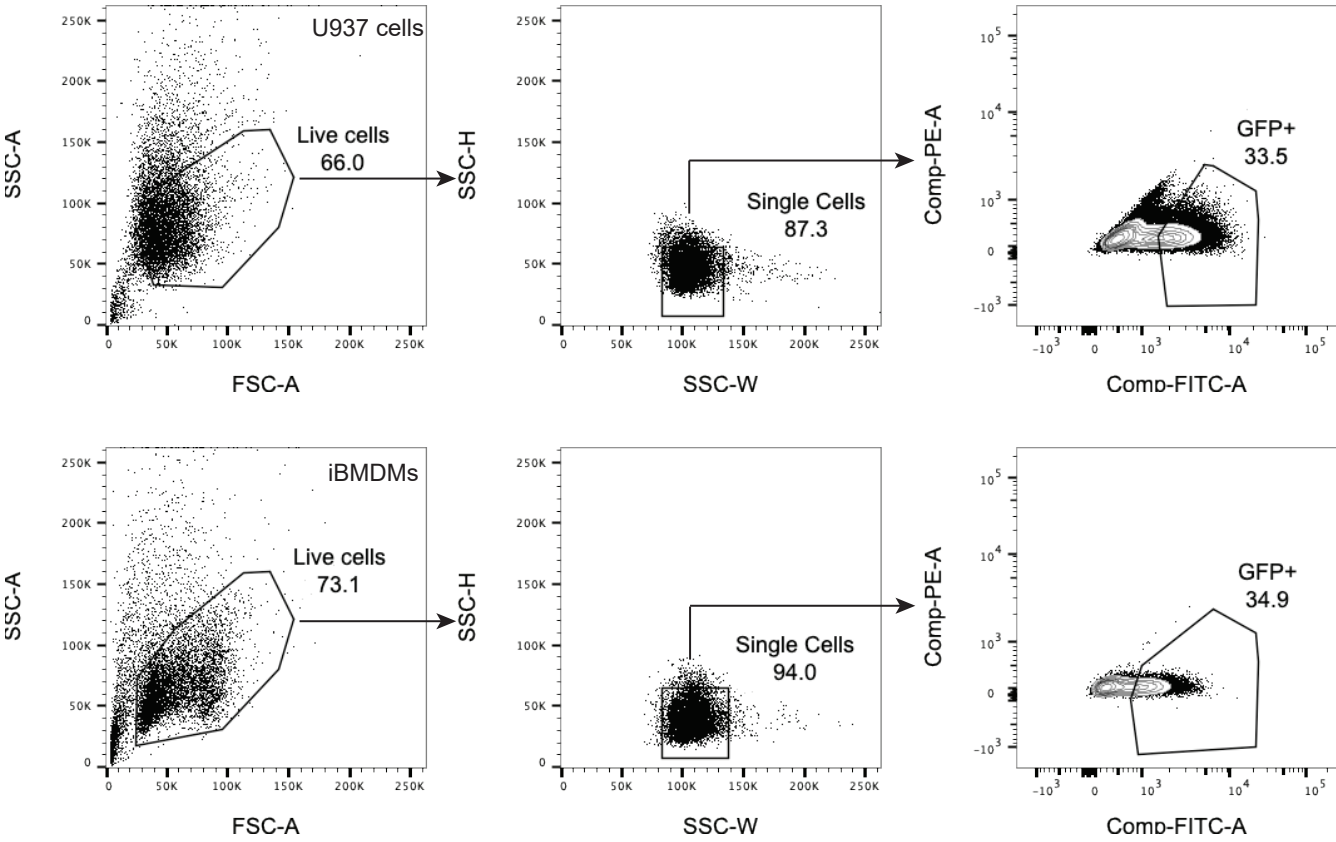 U937 cells
SSC-A
250K
200K
150K
100K
50K
0
Live cells
66.0
0 50K 100K 150K 200K 250K
FSC-A
SSC-H
250K
200K
150K
100K
50K
0
Single Cells
87.3
0 50K 100K 150K 200K 250K
SSC-W
Comp-PE-A
10^5
10^4
10^3
0
-10^3
GFP+
33.5
-10^3 0 10^3 10^4 10^5
Comp-FITC-A
iBMDMs
SSC-A
250K
200K
150K
100K
50K
0
Live cells
73.1
0 50K 100K 150K 200K 250K
FSC-A
SSC-H
250K
200K
150K
100K
50K
0
Single Cells
94.0
0 50K 100K 150K 200K 250K
SSC-W
Comp-PE-A
10^5
10^4
10^3
0
-10^3
GFP+
34.9
-10^3 0 10^3 10^4 10^5
Comp-FITC-A